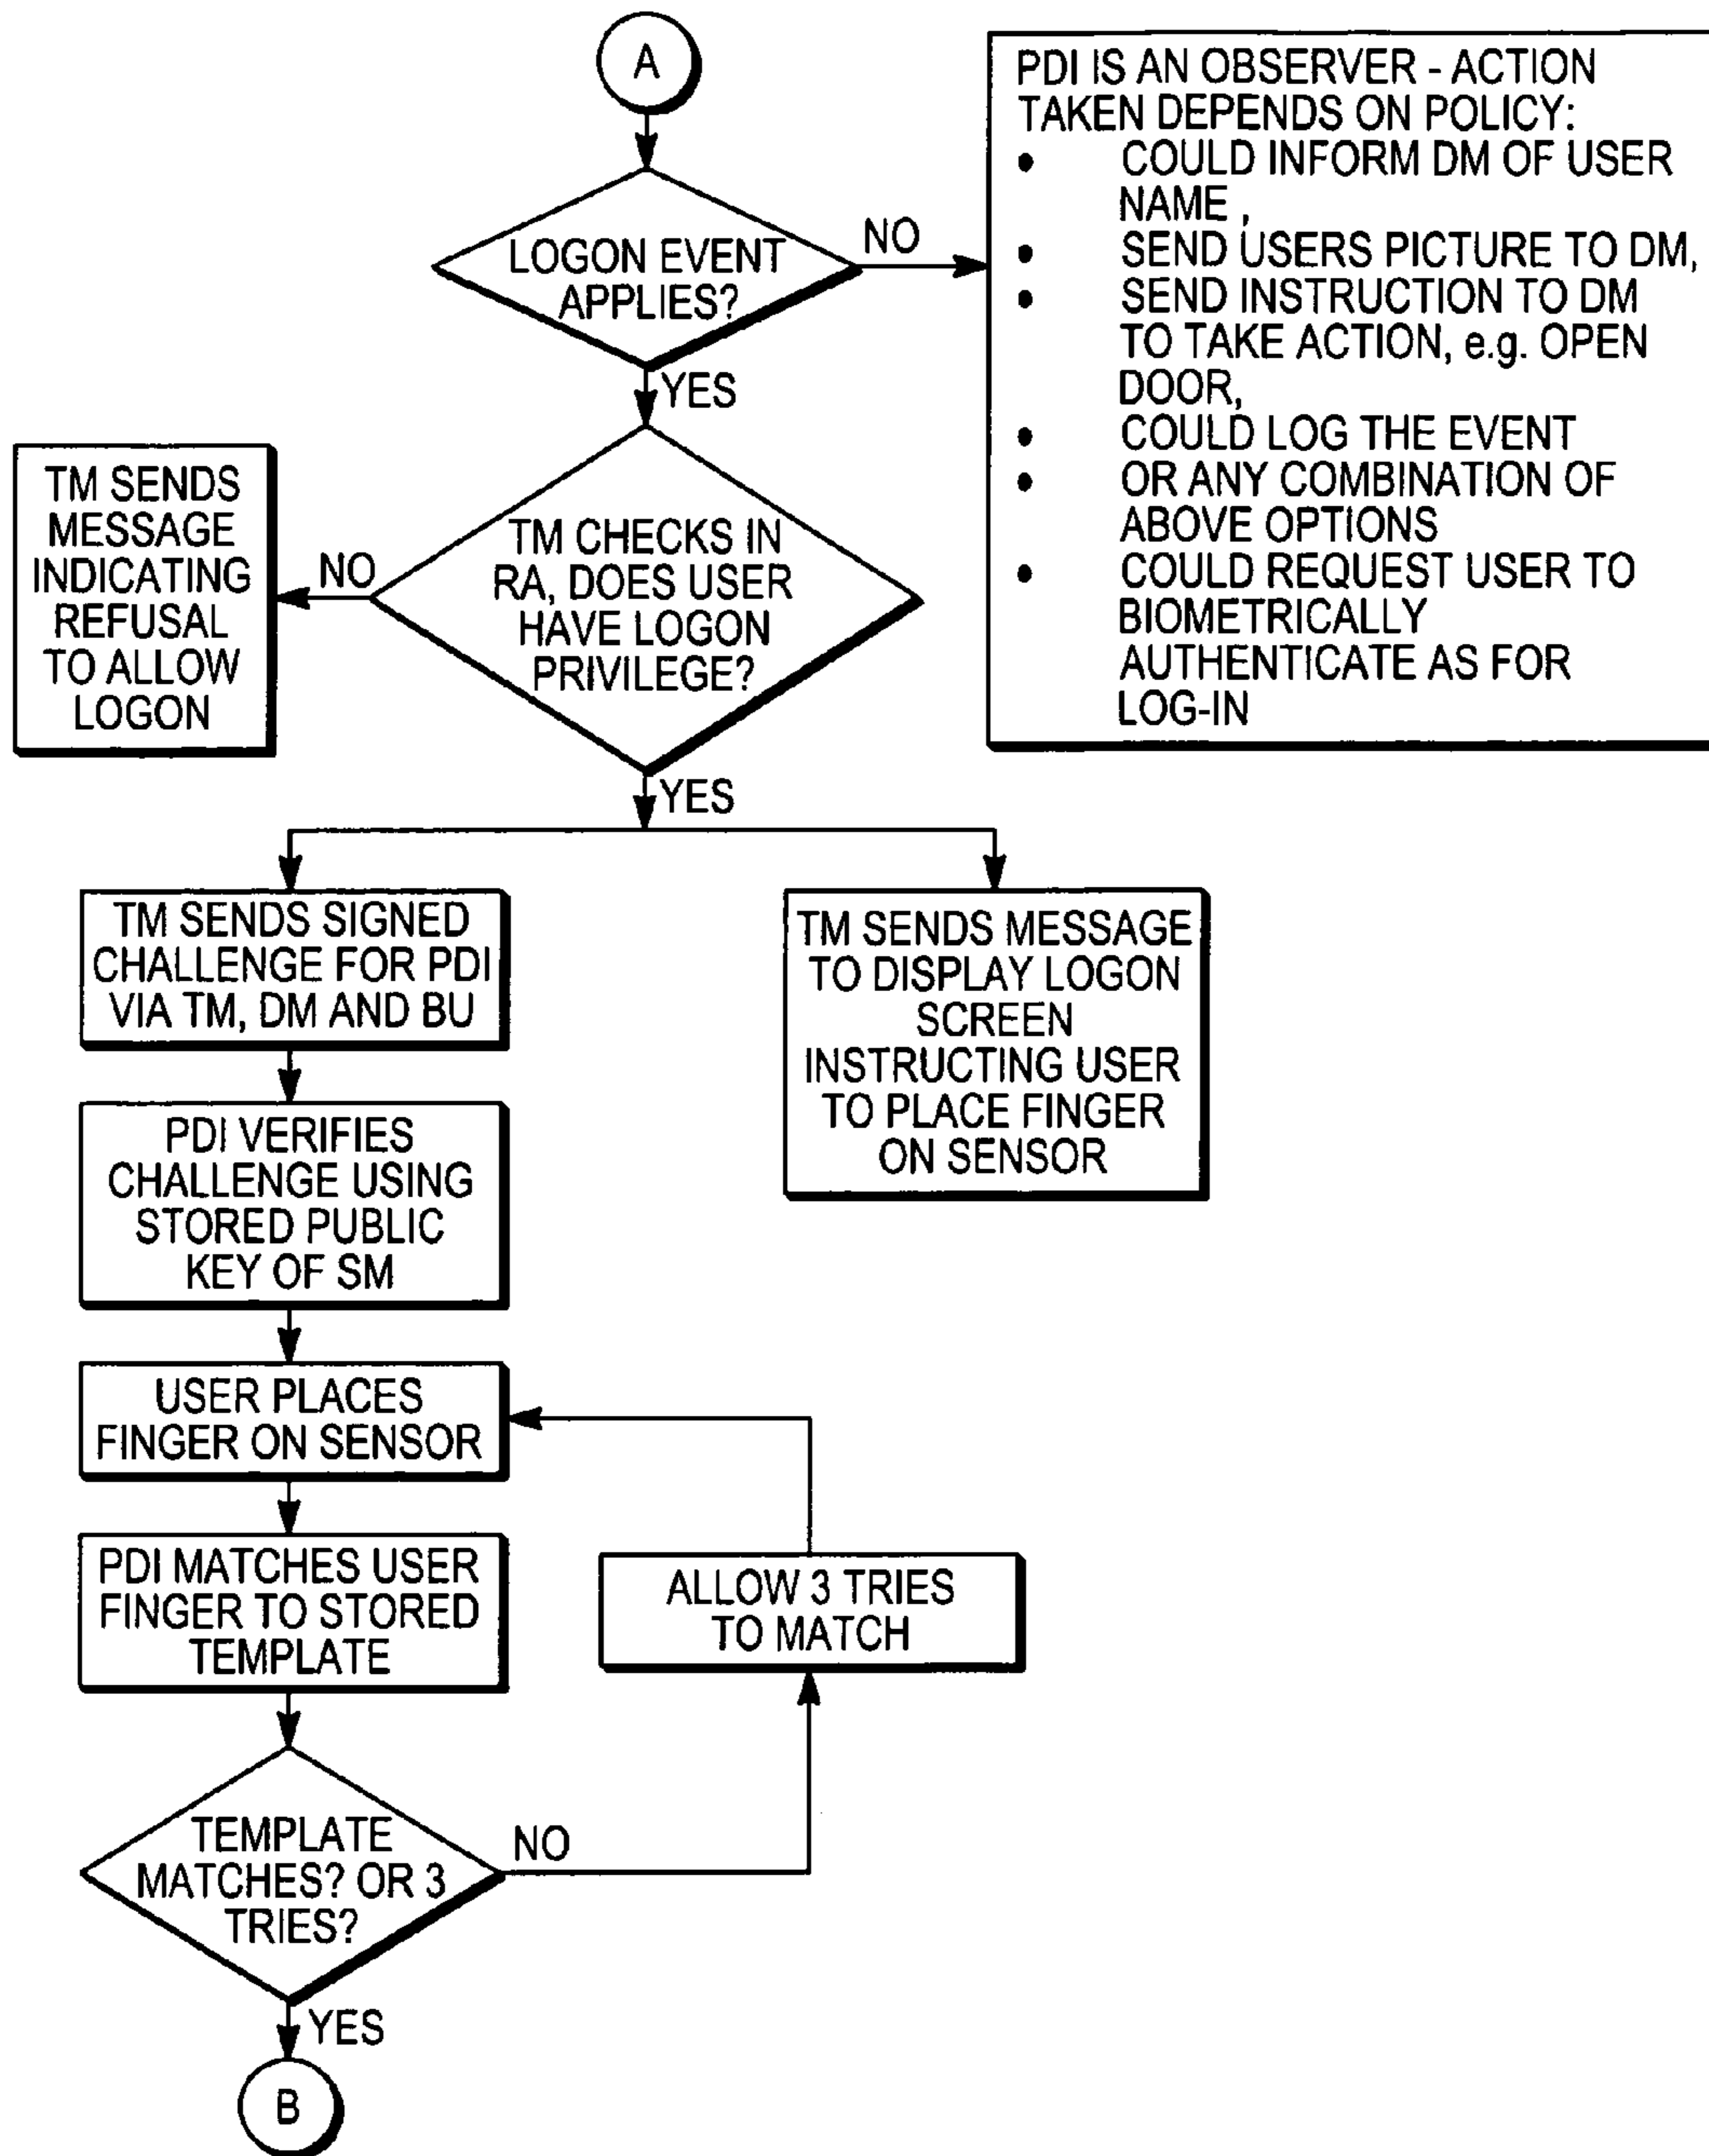 A
PDI IS AN OBSERVER - ACTION
TAKEN DEPENDS ON POLICY:
• COULD INFORM DM OF USER
NAME ,
• SEND USERS PICTURE TO DM,
• SEND INSTRUCTION TO DM
TO TAKE ACTION, e.g. OPEN
DOOR,
• COULD LOG THE EVENT
• OR ANY COMBINATION OF
ABOVE OPTIONS
• COULD REQUEST USER TO
BIOMETRICALLY
AUTHENTICATE AS FOR
LOG-IN
LOGON EVENT
APPLIES?
NO
YES
TM CHECKS IN
RA, DOES USER
HAVE LOGON
PRIVILEGE?
NO
TM SENDS
MESSAGE
INDICATING
REFUSAL
TO ALLOW
LOGON
YES
TM SENDS SIGNED
CHALLENGE FOR PDI
VIA TM, DM AND BU
TM SENDS MESSAGE
TO DISPLAY LOGON
SCREEN
INSTRUCTING USER
TO PLACE FINGER
ON SENSOR
PDI VERIFIES
CHALLENGE USING
STORED PUBLIC
KEY OF SM
USER PLACES
FINGER ON SENSOR
PDI MATCHES USER
FINGER TO STORED
TEMPLATE
ALLOW 3 TRIES
TO MATCH
TEMPLATE
MATCHES? OR 3
TRIES?
NO
YES
B